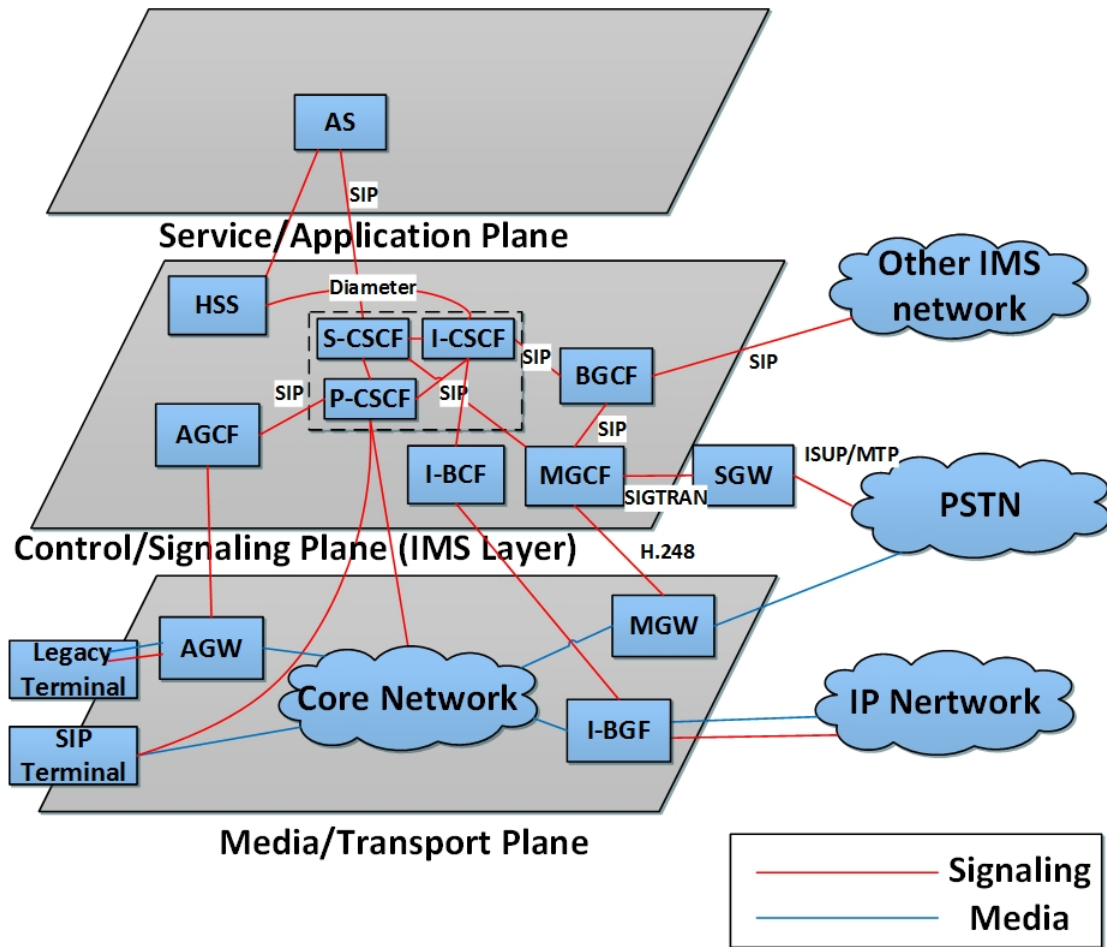 AS
SIP
Service/Application Plane
Other IMS
network
HSS
Diameter
S-CSCF
I-CSCF
SIP
BGCF
SIP
P-CSCF
SIP
SIP
AGCF
SIP
I-BCF
MGCF
SIGTRAN
SGW
ISUP/MTP
PSTN
Control/Signaling Plane (IMS Layer)
H.248
Legacy
Terminal
AGW
MGW
Core Network
IP Nertwork
SIP
Terminal
I-BGF
Media/Transport Plane
Signaling
Media